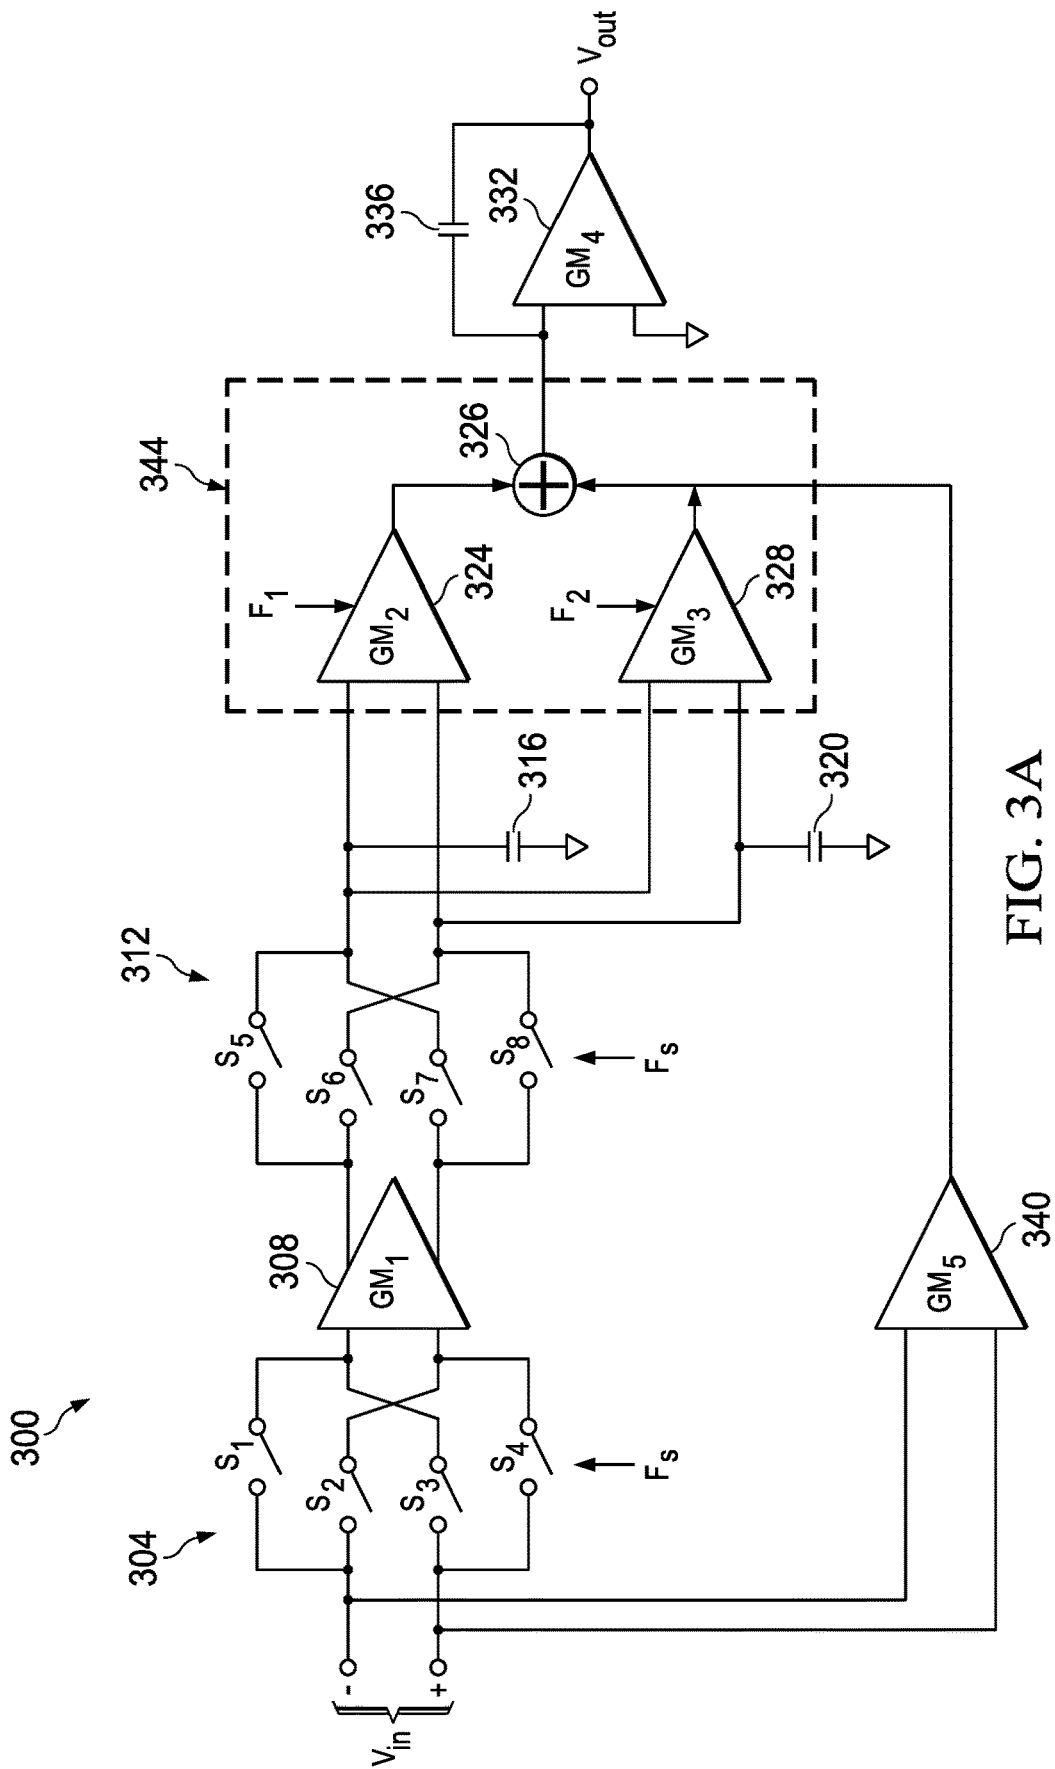 300
304
S1
S2
S3
S4
Fs
Vin
-
+
308
GM1
312
S5
S6
S7
S8
Fs
316
320
344
F1
GM2
324
F2
GM3
328
326
336
332
GM4
Vout
GM5
340
FIG. 3A